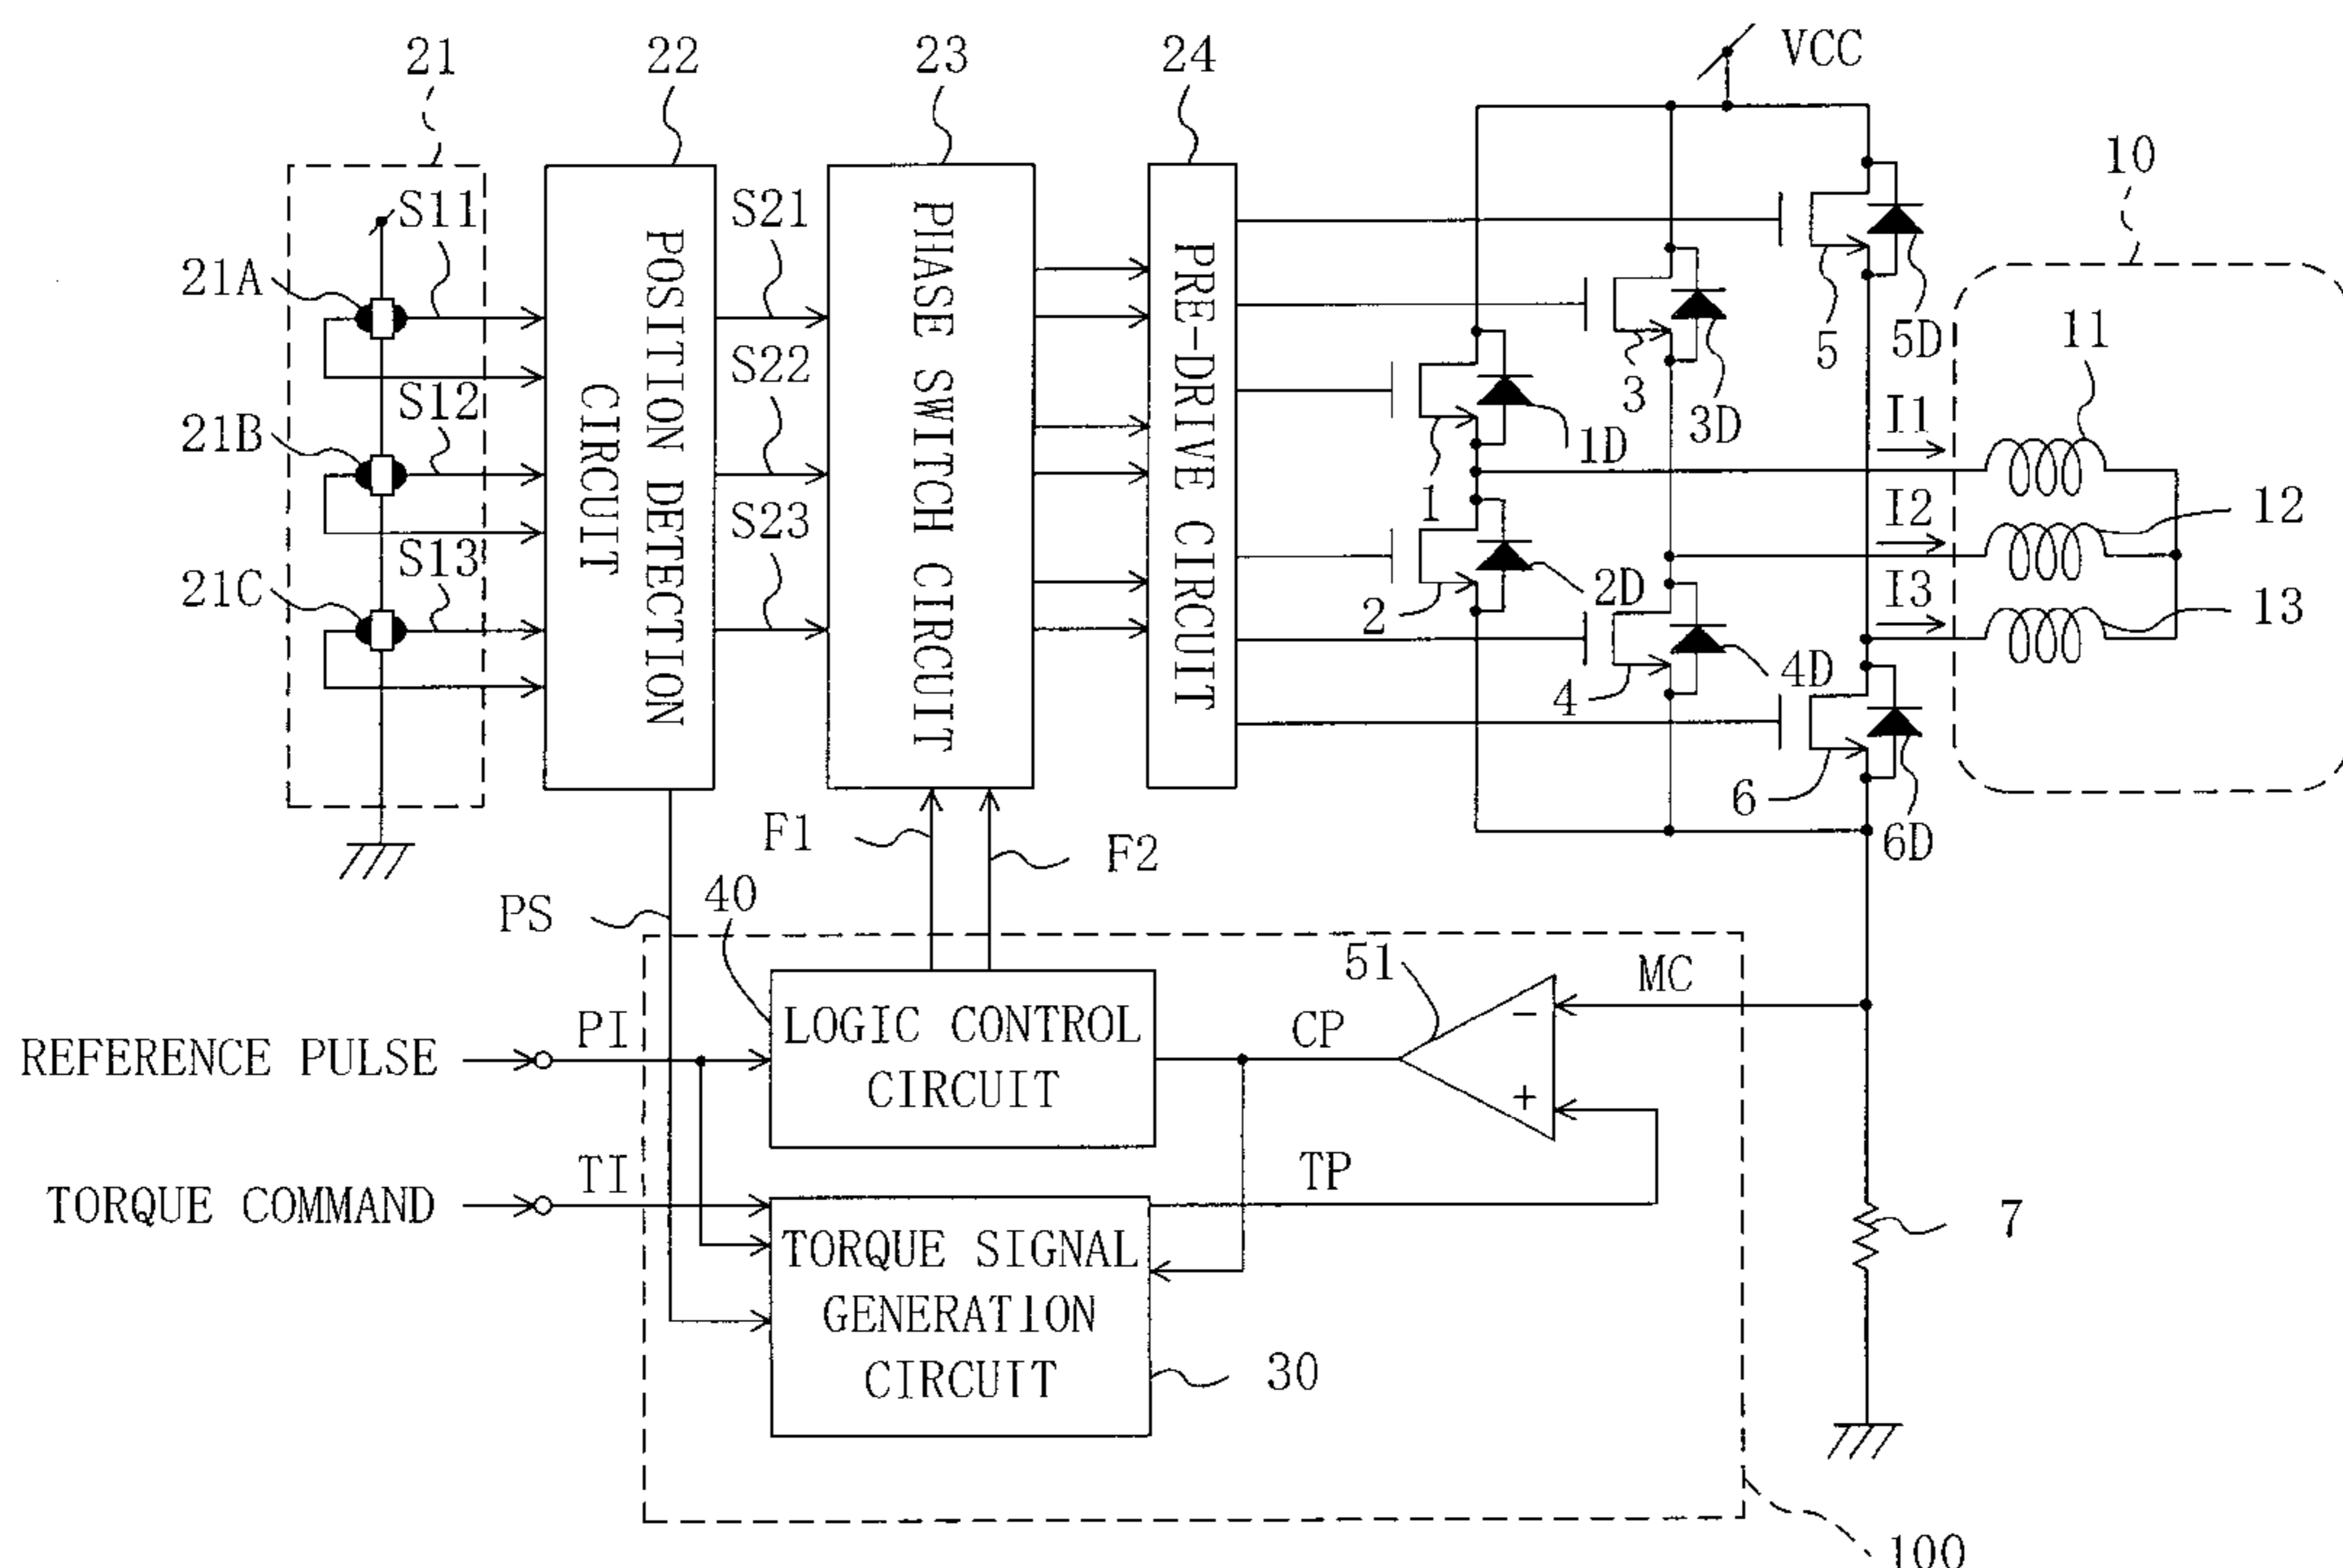 21
22
23
24
VCC
10
S11
S21
21A
POSITION DETECTION
CIRCUIT
PHASE SWITCH CIRCUIT
PRE-DRIVE CIRCUIT
5
5D
11
3
3D
S12
S22
1
1D
I1
21B
I2
12
S13
S23
2
2D
I3
13
21C
4
4D
6
6D
F1
F2
PS
40
51
MC
REFERENCE PULSE
PI
LOGIC CONTROL
CIRCUIT
CP
−
+
TORQUE COMMAND
TI
TP
7
TORQUE SIGNAL
GENERATION
CIRCUIT
30
100